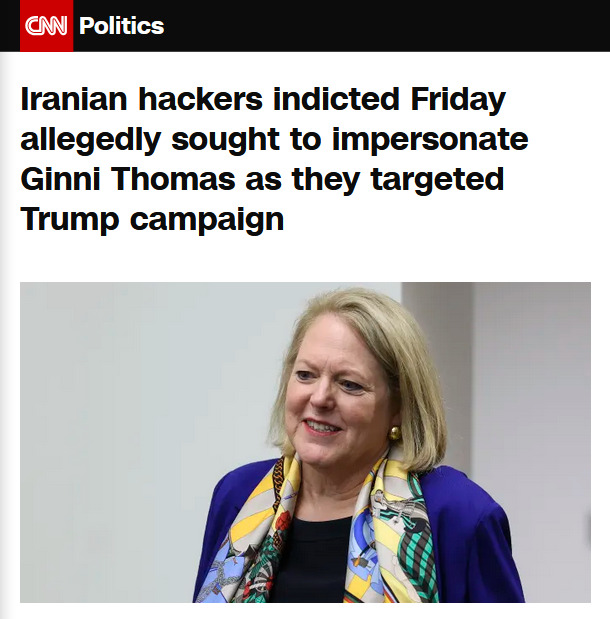 CNN Politics
Iranian hackers indicted Friday
allegedly sought to impersonate
Ginni Thomas as they targeted
Trump campaign